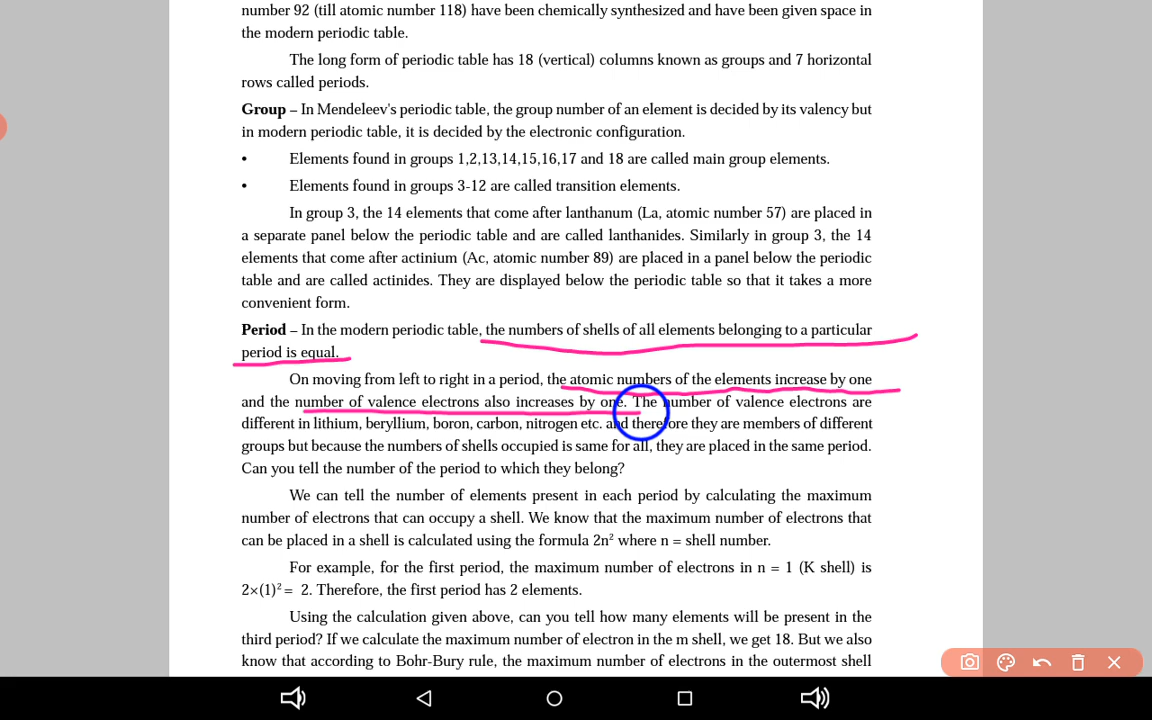 number 92 (till atomic number 118) have been chemically synthesized and have been given space in
the modern periodic table.
The long form of periodic table has 18 (vertical) columns known as groups and 7 horizontal
rows called periods.
Group – In Mendeleev's periodic table, the group number of an element is decided by its valency but
in modern periodic table, it is decided by the electronic configuration.
• Elements found in groups 1,2,13,14,15,16,17 and 18 are called main group elements.
• Elements found in groups 3-12 are called transition elements.
In group 3, the 14 elements that come after lanthanum (La, atomic number 57) are placed in
a separate panel below the periodic table and are called lanthanides. Similarly in group 3, the 14
elements that come after actinium (Ac, atomic number 89) are placed in a panel below the periodic
table and are called actinides. They are displayed below the periodic table so that it takes a more
convenient form.
Period – In the modern periodic table, the numbers of shells of all elements belonging to a particular
period is equal.
On moving from left to right in a period, the atomic numbers of the elements increase by one
and the number of valence electrons also increases by one. The number of valence electrons are
different in lithium, beryllium, boron, carbon, nitrogen etc. and therefore they are members of different
groups but because the numbers of shells occupied is same for all, they are placed in the same period.
Can you tell the number of the period to which they belong?
We can tell the number of elements present in each period by calculating the maximum
number of electrons that can occupy a shell. We know that the maximum number of electrons that
can be placed in a shell is calculated using the formula 2n² where n = shell number.
For example, for the first period, the maximum number of electrons in n = 1 (K shell) is
2×(1)² = 2. Therefore, the first period has 2 elements.
Using the calculation given above, can you tell how many elements will be present in the
third period? If we calculate the maximum number of electron in the m shell, we get 18. But we also
know that according to Bohr-Bury rule, the maximum number of electrons in the outermost shell